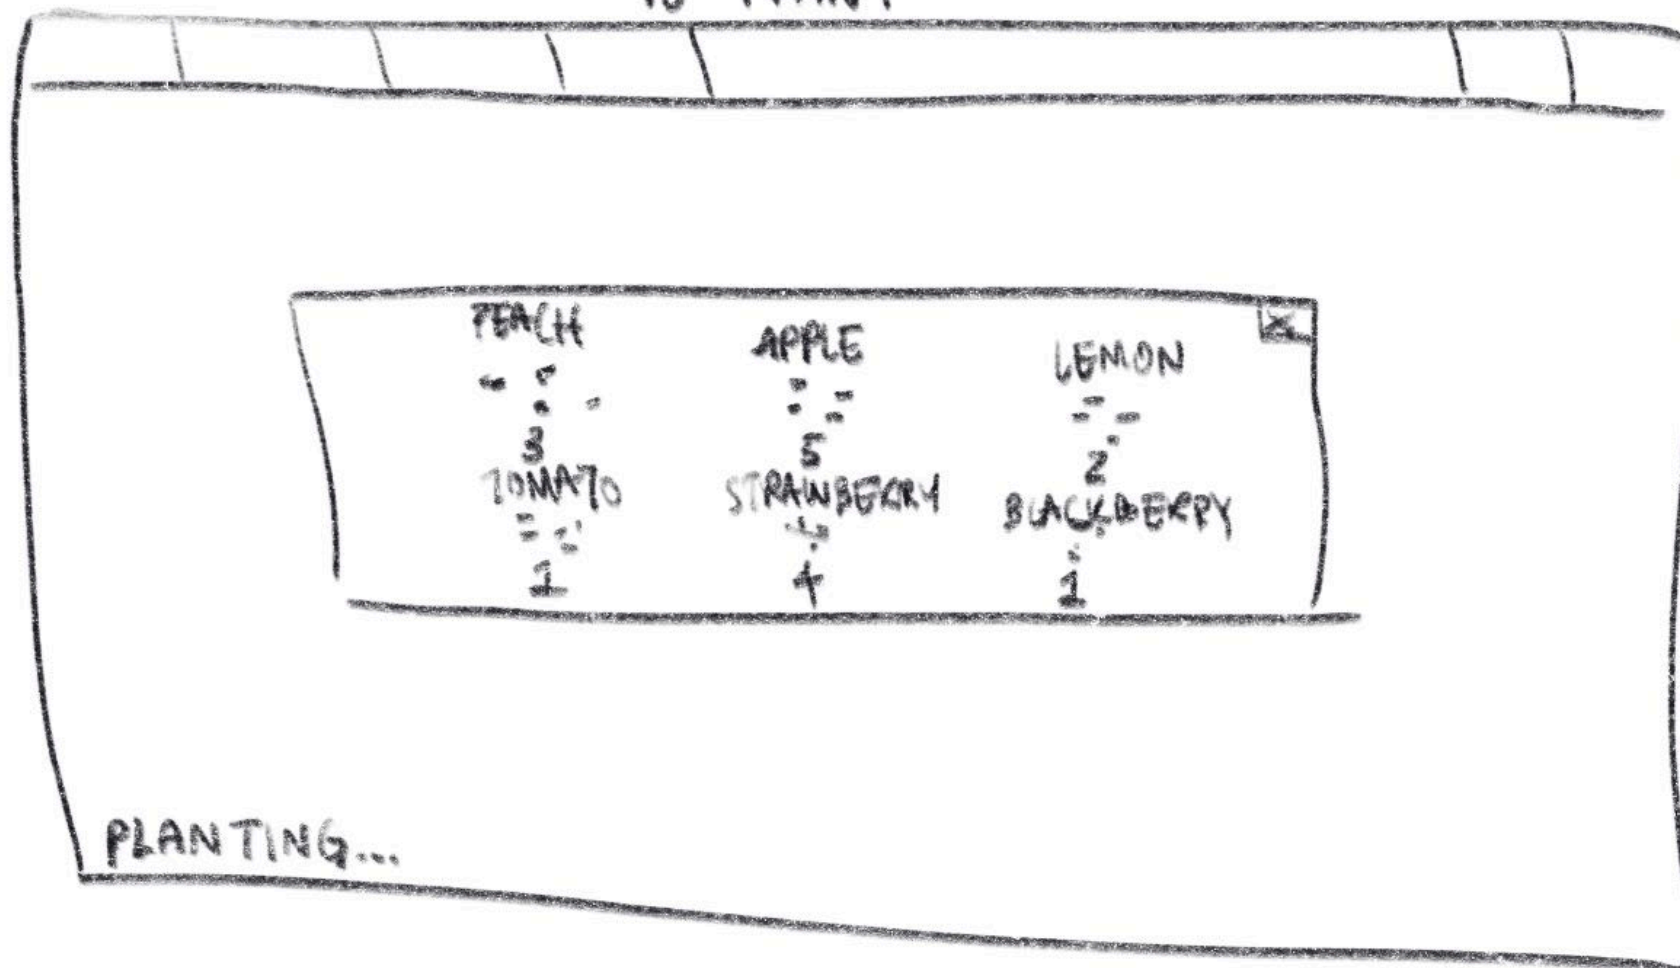 PEACH APPLE LEMON
3 5 2
TOMATO STRAWBERRY BLACKBERRY
1 4 1
PLANTING...